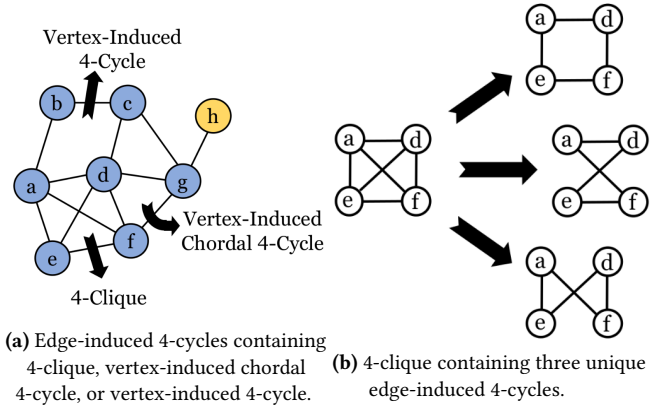 Vertex-Induced
4-Cycle
b
c
h
a
d
g
e
f
Vertex-Induced
Chordal 4-Cycle
4-Clique
(a) Edge-induced 4-cycles containing
4-clique, vertex-induced chordal
4-cycle, or vertex-induced 4-cycle.
a d
e f
a d
e f
a d
e f
a d
e f
(b) 4-clique containing three unique
edge-induced 4-cycles.